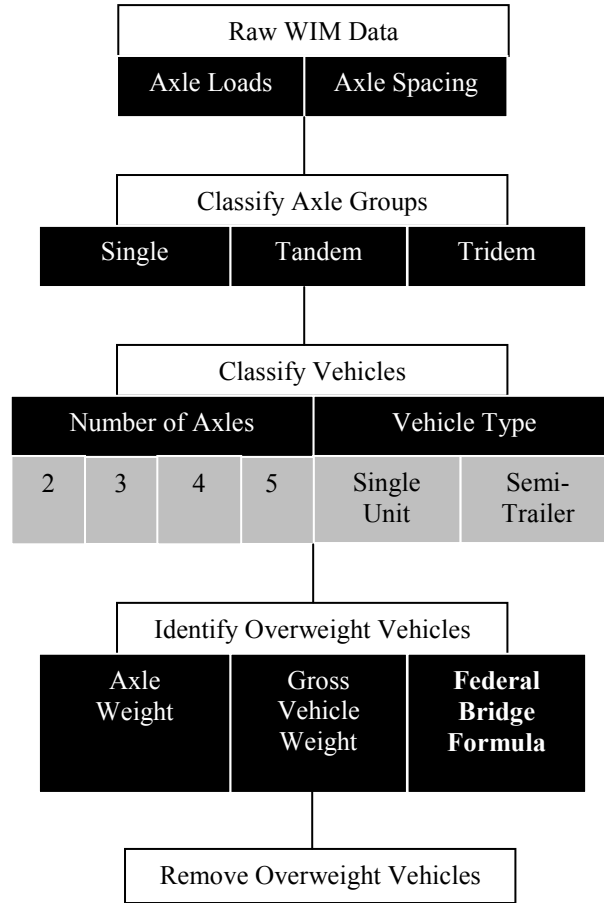 Raw WIM Data
Axle Loads
Axle Spacing
Classify Axle Groups
Single
Tandem
Tridem
Classify Vehicles
Number of Axles
Vehicle Type
2
3
4
5
Single
Unit
Semi-
Trailer
Identify Overweight Vehicles
Axle
Weight
Gross
Vehicle
Weight
Federal
Bridge
Formula
Remove Overweight Vehicles